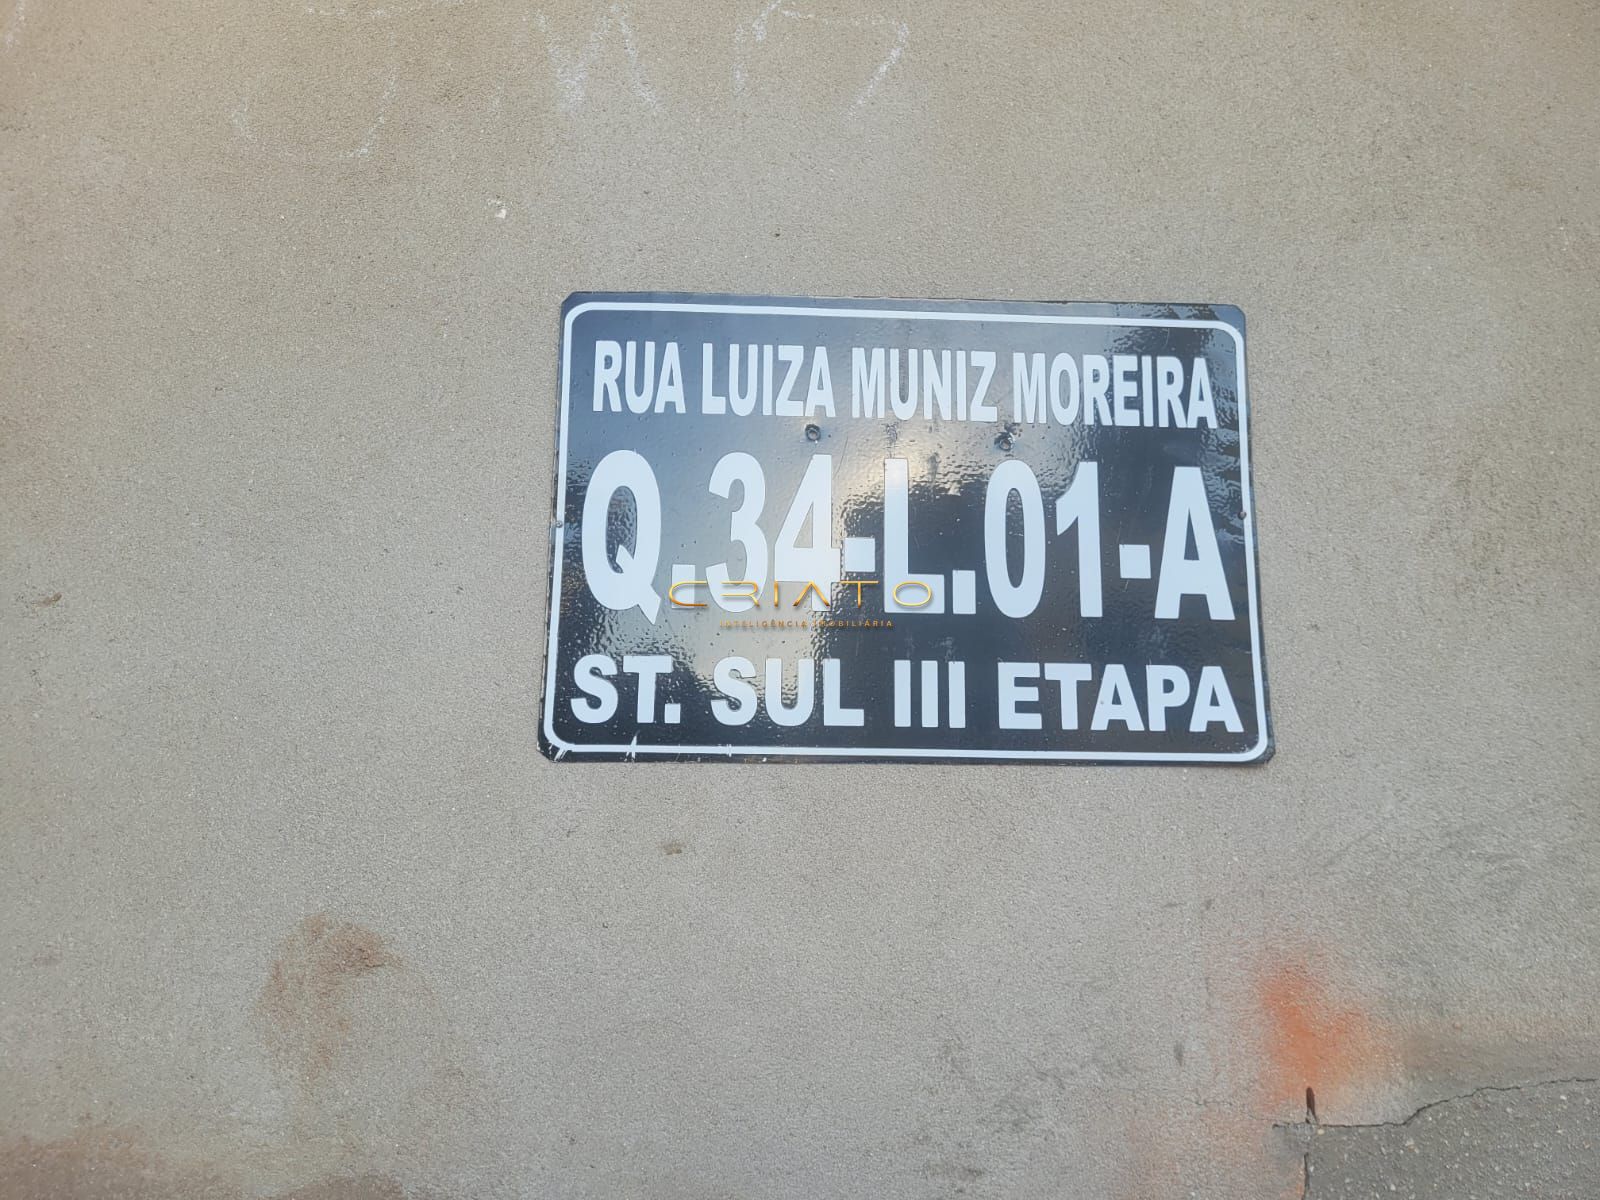 RUA LUIZA MUNIZ MOREIRA
Q.34-L.01-A
CRIATO
INTELIGÊNCIA IMOBILIÁRIA
ST. SUL III ETAPA